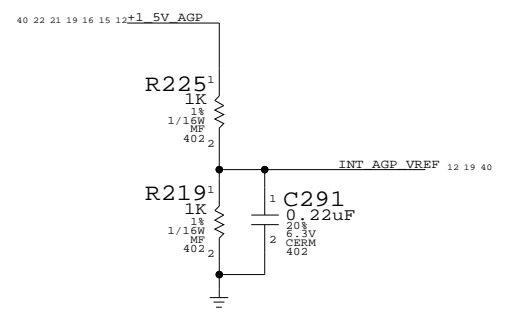 40 22 21 19 16 15 12 +1_5V_AGP
R225 1
1K
1%
1/16W
MF
402 2
INT_AGP_VREF 12 19 40
R219 1
1K
1%
1/16W
MF
402 2
1 C291
0.22uF
20%
2 6.3V
CERM
402